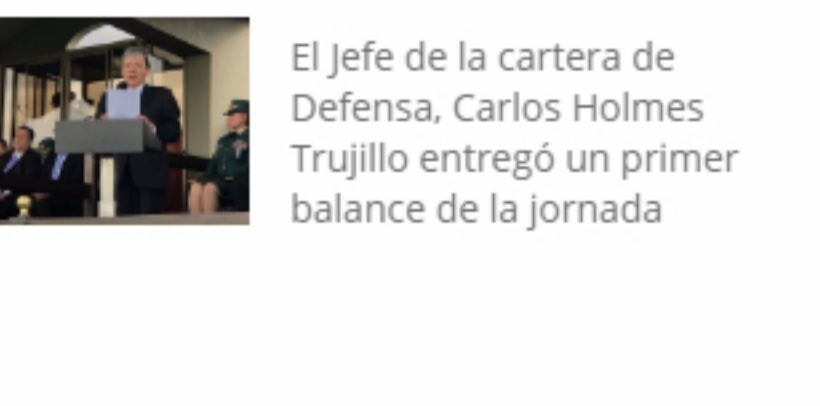 El Jefe de la cartera de
Defensa, Carlos Holmes
Trujillo entregó un primer
balance de la jornada